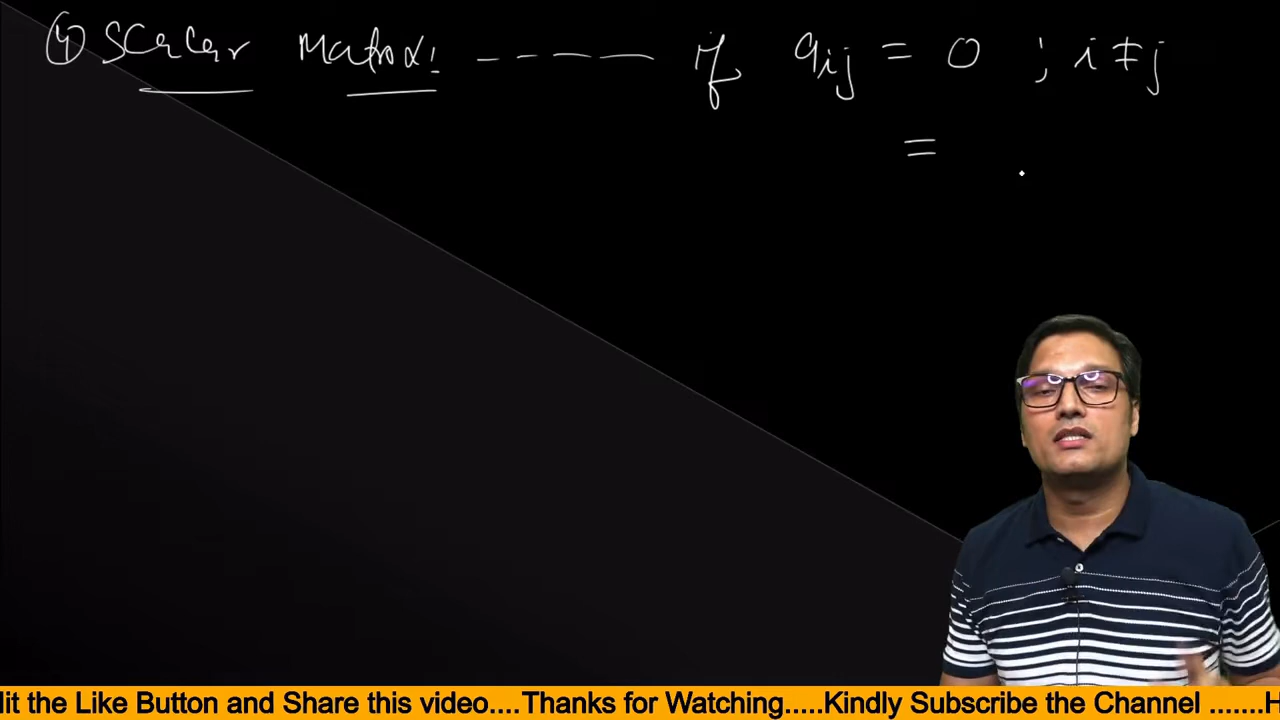 ④ Scalar Matrix: ------ if aij = 0 ; i ≠ j
=
lit the Like Button and Share this video....Thanks for Watching.....Kindly Subscribe the Channel .......H